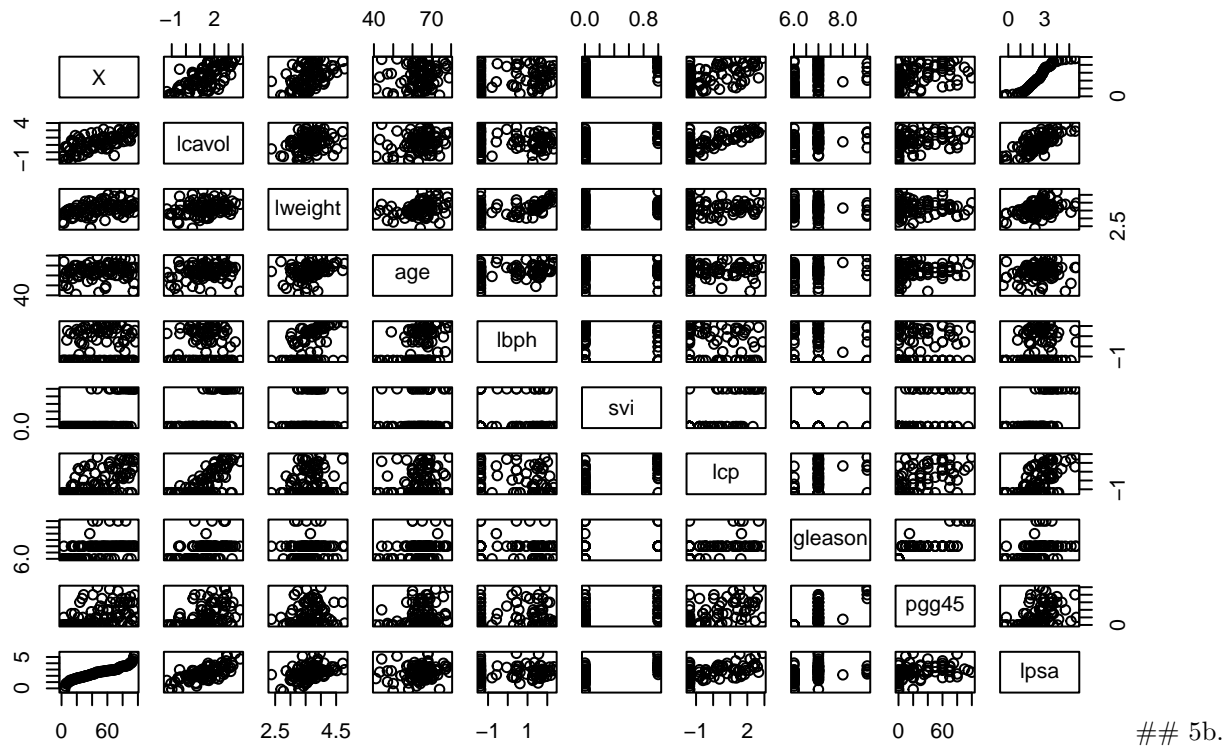 −1 2 40 70 0.0 0.8 6.0 8.0 0 3
X 0
−1 4 lcavol
lweight 2.5
40 age
lbph −1
0.0 svi
lcp −1
6.0 gleason
pgg45 0
0 5 lpsa
0 60 2.5 4.5 −1 1 −1 2 0 60
## 5b.